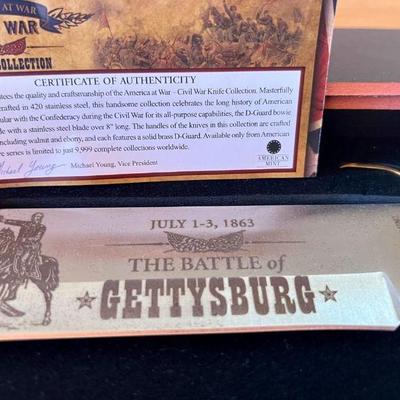 AT WAR
WAR
COLLECTION
CERTIFICATE OF AUTHENTICITY
tees the quality and craftsmanship of the America at War – Civil War Knife Collection. Masterfully
crafted in 420 stainless steel, this handsome collection celebrates the long history of American
ular with the Confederacy during the Civil War for its all-purpose capabilities, the D-Guard bowie
de with a stainless steel blade over 8" long. The handles of the knives in this collection are crafted
including walnut and ebony, and each features a solid brass D-Guard. Available only from American
e series is limited to just 9,999 complete collections worldwide.
Michael Young
Michael Young, Vice President
AMERICAN
MINT
JULY 1-3, 1863
THE BATTLE of
GETTYSBURG